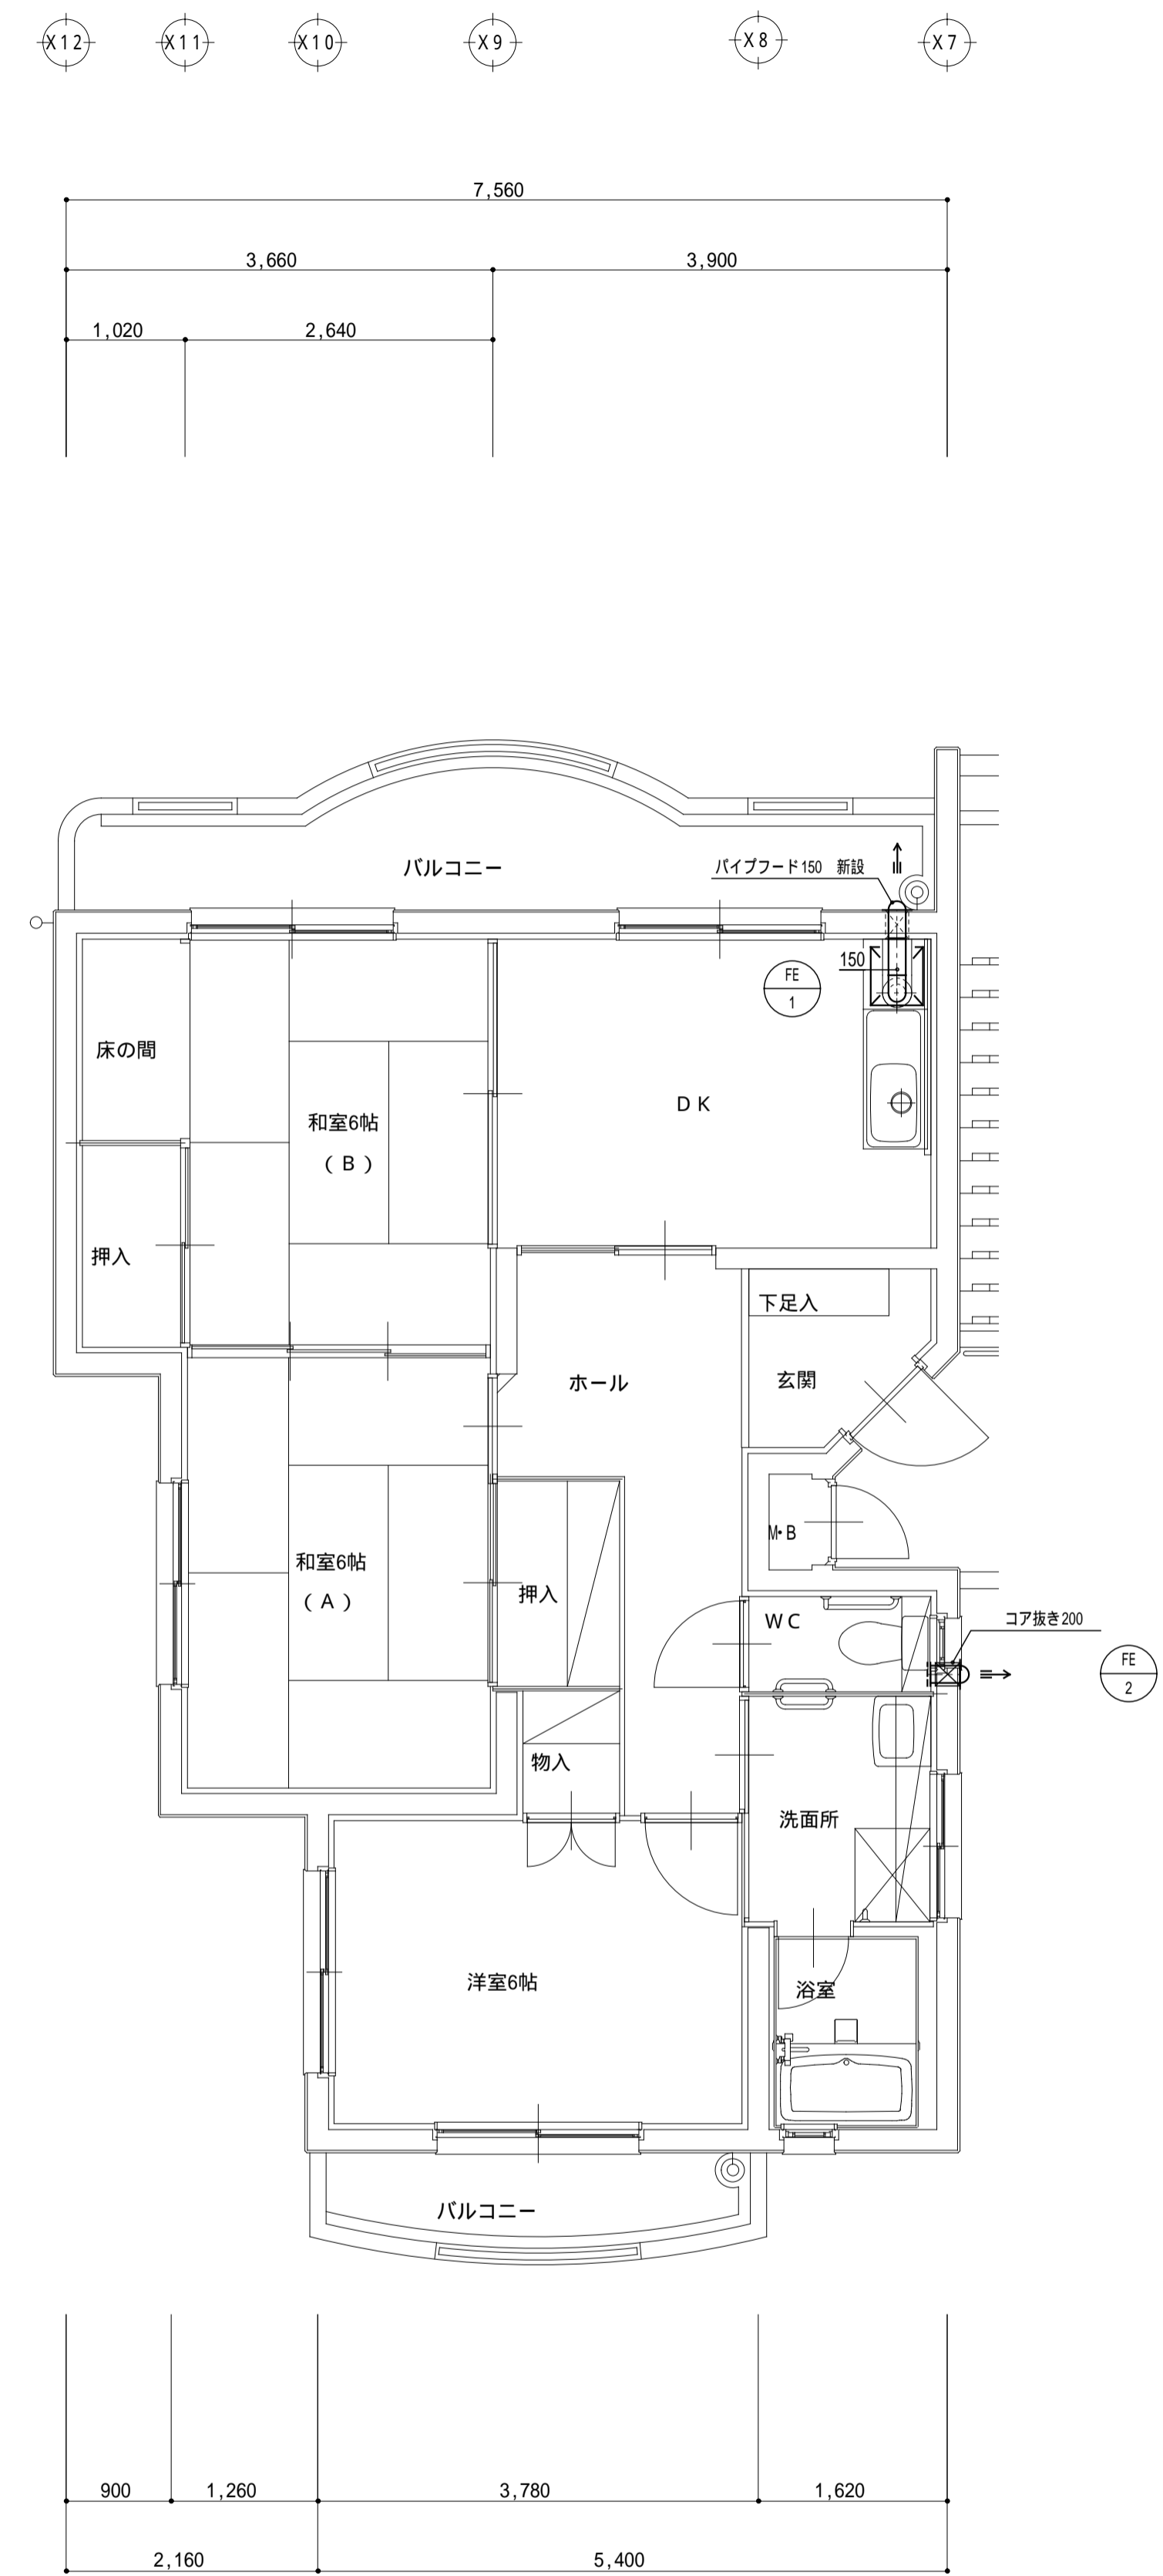 X12
X11
X10
X9
X8
X7
7,560
3,660
3,900
1,020
2,640
バルコニー
パイプフード150　新設
150
FE
1
床の間
DK
和室6帖
(B)
押入
下足入
玄関
ホール
M・B
和室6帖
(A)
押入
WC
コア抜き200
FE
2
物入
洗面所
洋室6帖
浴室
バルコニー
900
1,260
3,780
1,620
2,160
5,400